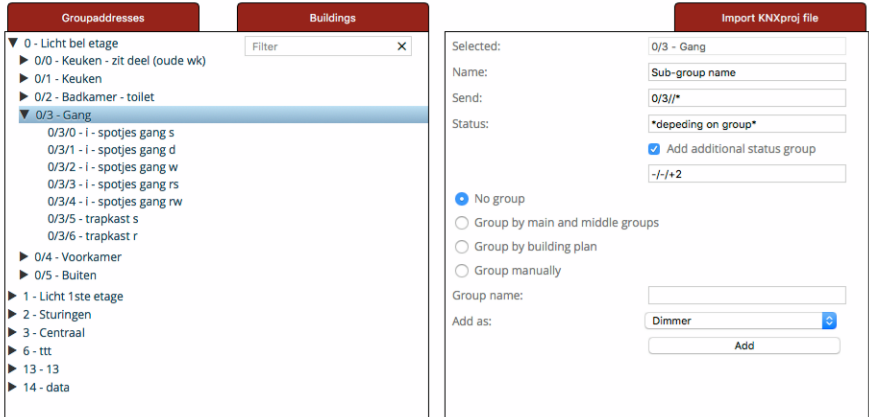 Groupaddresses
Buildings
Import KNXproj file
0 - Licht bel etage
Filter
0/0 - Keuken - zit deel (oude wk)
0/1 - Keuken
0/2 - Badkamer - toilet
0/3 - Gang
0/3/0 - i - spotjes gang s
0/3/1 - i - spotjes gang d
0/3/2 - i - spotjes gang w
0/3/3 - i - spotjes gang rs
0/3/4 - i - spotjes gang rw
0/3/5 - trapkast s
0/3/6 - trapkast r
0/4 - Voorkamer
0/5 - Buiten
1 - Licht 1ste etage
2 - Sturingen
3 - Centraal
6 - ttt
13 - 13
14 - data
Selected: 0/3 - Gang
Name: Sub-group name
Send: 0/3//*
Status: *depeding on group*
Add additional status group
-/-/+2
No group
Group by main and middle groups
Group by building plan
Group manually
Group name:
Add as: Dimmer
Add